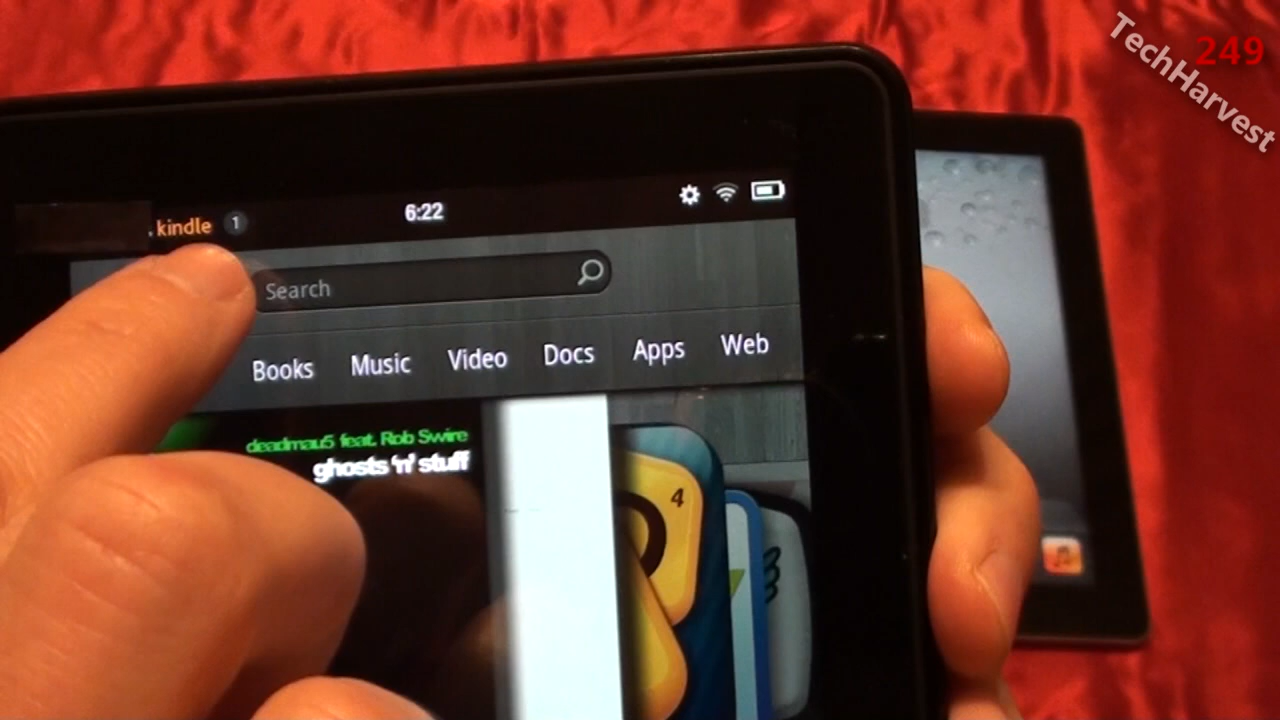 TechHarvest
249
.kindle 1
6:22
Search
Books Music Video Docs Apps Web
deadmau5 feat. Rob Swire
ghosts 'n' stuff
4